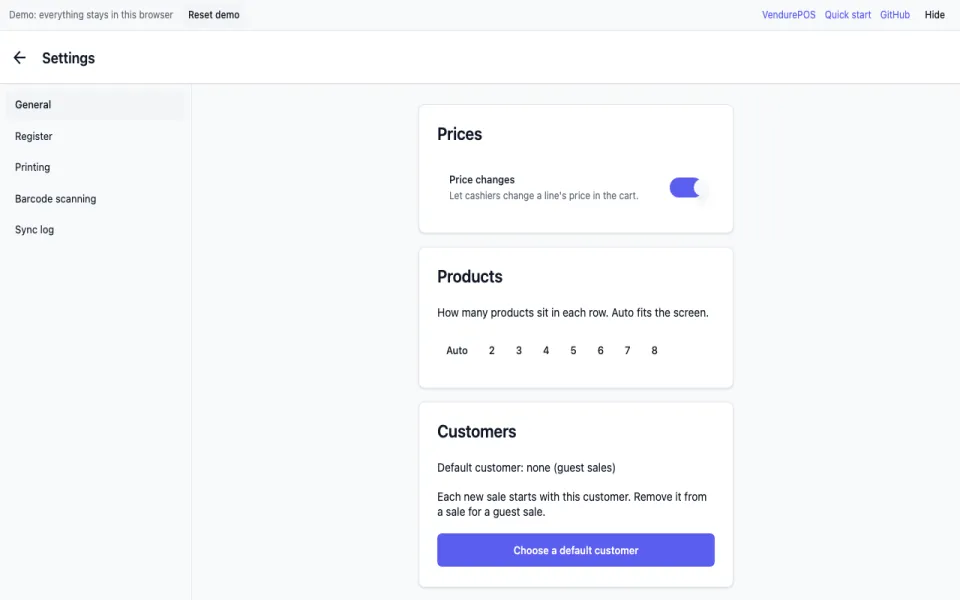 Demo: everything stays in this browser Reset demo VendurePOS Quick start GitHub Hide
Settings
General
Register
Printing
Barcode scanning
Sync log
Prices
Price changes
Let cashiers change a line's price in the cart.
Products
How many products sit in each row. Auto fits the screen.
Auto 2 3 4 5 6 7 8
Customers
Default customer: none (guest sales)
Each new sale starts with this customer. Remove it from
a sale for a guest sale.
Choose a default customer